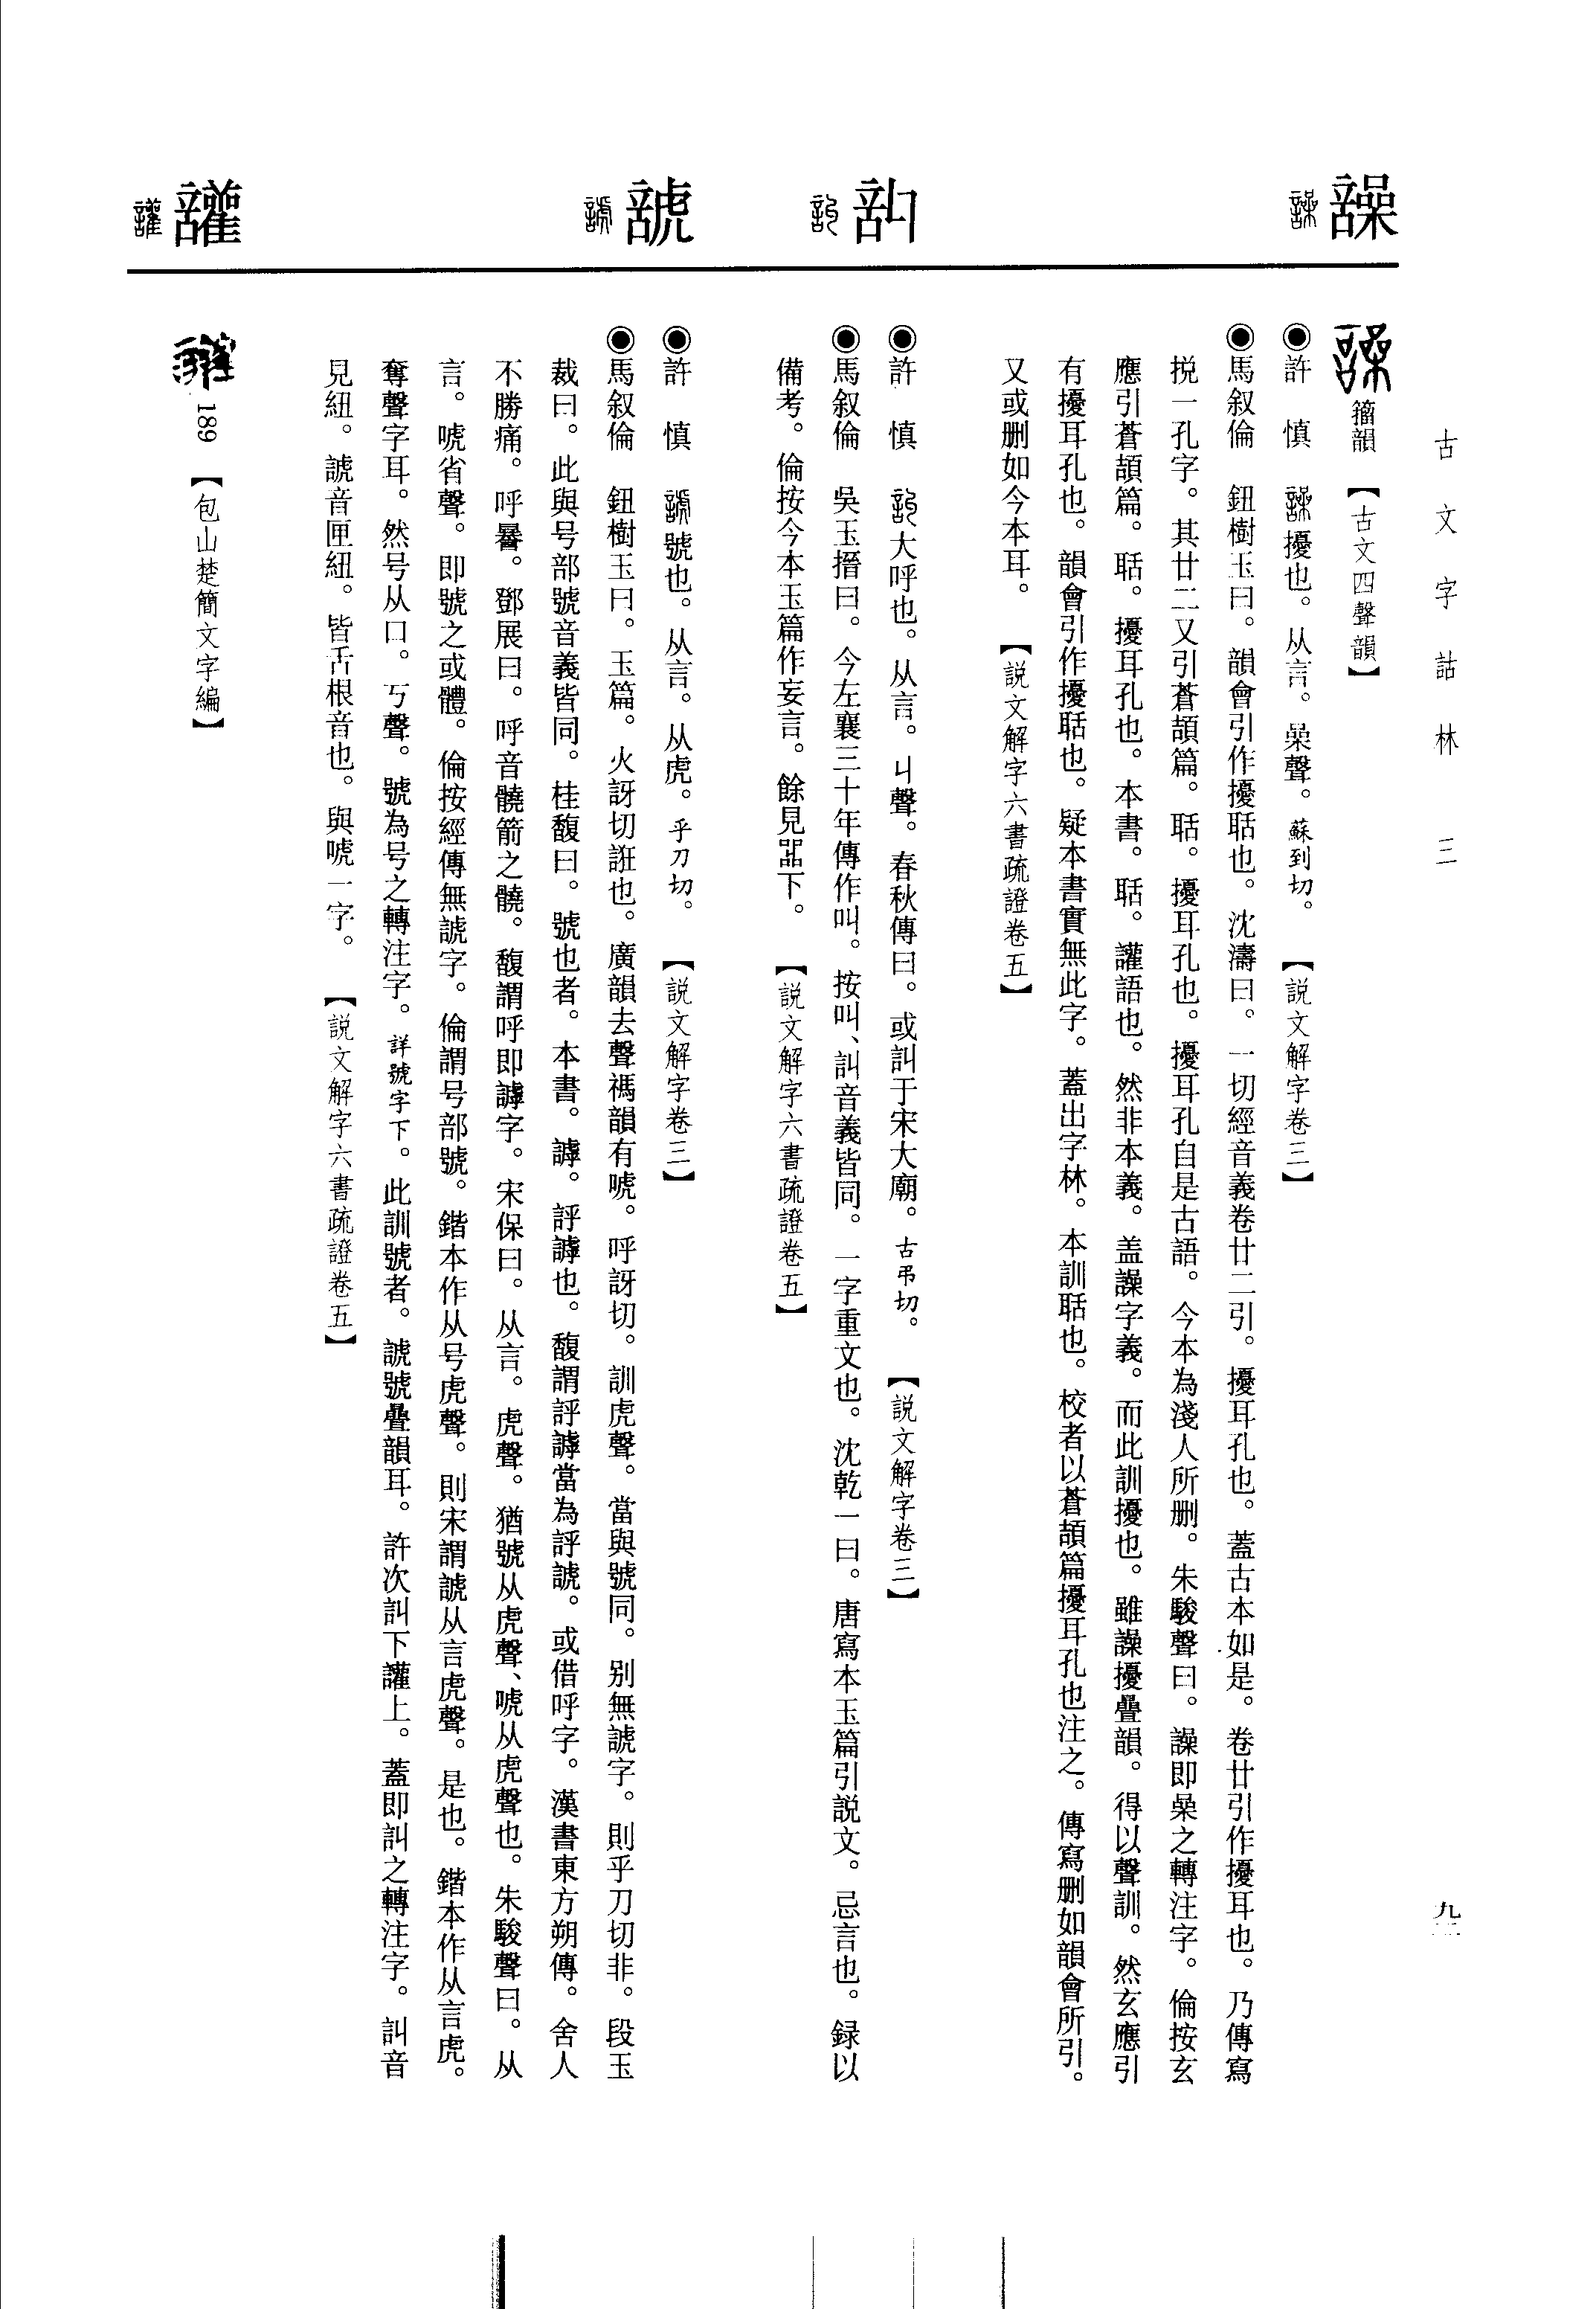 古文字詁林 三
九二
譟
訆
諕
讙
籀韻 【古文四聲韻】
許慎 譟擾也。从言。喿聲。蘇到切。 【説文解字卷三】
馬叙倫 鈕樹玉曰。韻會引作擾聒也。沈濤曰。一切經音義卷廿二引。擾耳孔也。蓋古本如是。卷廿引作擾耳也。乃傳寫
挩一孔字。其廿二又引蒼頡篇。聒。擾耳孔也。擾耳孔自是古語。今本為淺人所删。朱駿聲曰。譟即喿之轉注字。倫按玄
應引蒼頡篇。聒。擾耳孔也。本書。聒。讙語也。然非本義。盖譟字義。而此訓擾也。雖譟擾疊韻。得以聲訓。然玄應引
有擾耳孔也。韻會引作擾聒也。疑本書實無此字。蓋出字林。本訓聒也。校者以蒼頡篇擾耳孔也注之。傳寫删如韻會所引。
又或删如今本耳。 【説文解字六書疏證卷五】
許慎 訆大呼也。从言。丩聲。春秋傳曰。或訆于宋大廟。古弔切。 【説文解字卷三】
馬叙倫 吳玉搢曰。今左襄三十年傳作叫。按叫、訆音義皆同。一字重文也。沈乾一曰。唐寫本玉篇引説文。忌言也。録以
備考。倫按今本玉篇作妄言。餘見㗊下。 【説文解字六書疏證卷五】
許慎 諕號也。从言。从虎。乎刀切。 【説文解字卷三】
馬叙倫 鈕樹玉曰。玉篇。火訝切誑也。廣韻去聲禡韻有唬。呼訝切。訓虎聲。當與號同。别無諕字。則乎刀切非。段玉
裁曰。此與号部號音義皆同。桂馥曰。號也者。本書。謼。評謼也。馥謂評謼當為評諕。或借呼字。漢書東方朔傳。舍人
不勝痛。呼謈。鄧展曰。呼音髐箭之髐。馥謂呼即謼字。宋保曰。从言。虎聲。猶號从虎聲、唬从虎聲也。朱駿聲曰。从
言。唬省聲。即號之或體。倫按經傳無諕字。倫謂号部號。鍇本作从号虎聲。則宋謂諕从言虎聲。是也。鍇本作从言虎。
奪聲字耳。然号从口。丂聲。號為号之轉注字。詳號字下。此訓號者。諕號疊韻耳。許次訆下讙上。蓋即訆之轉注字。訆音
見紐。諕音匣紐。皆舌根音也。與唬一字。 【説文解字六書疏證卷五】
189 【包山楚簡文字編】